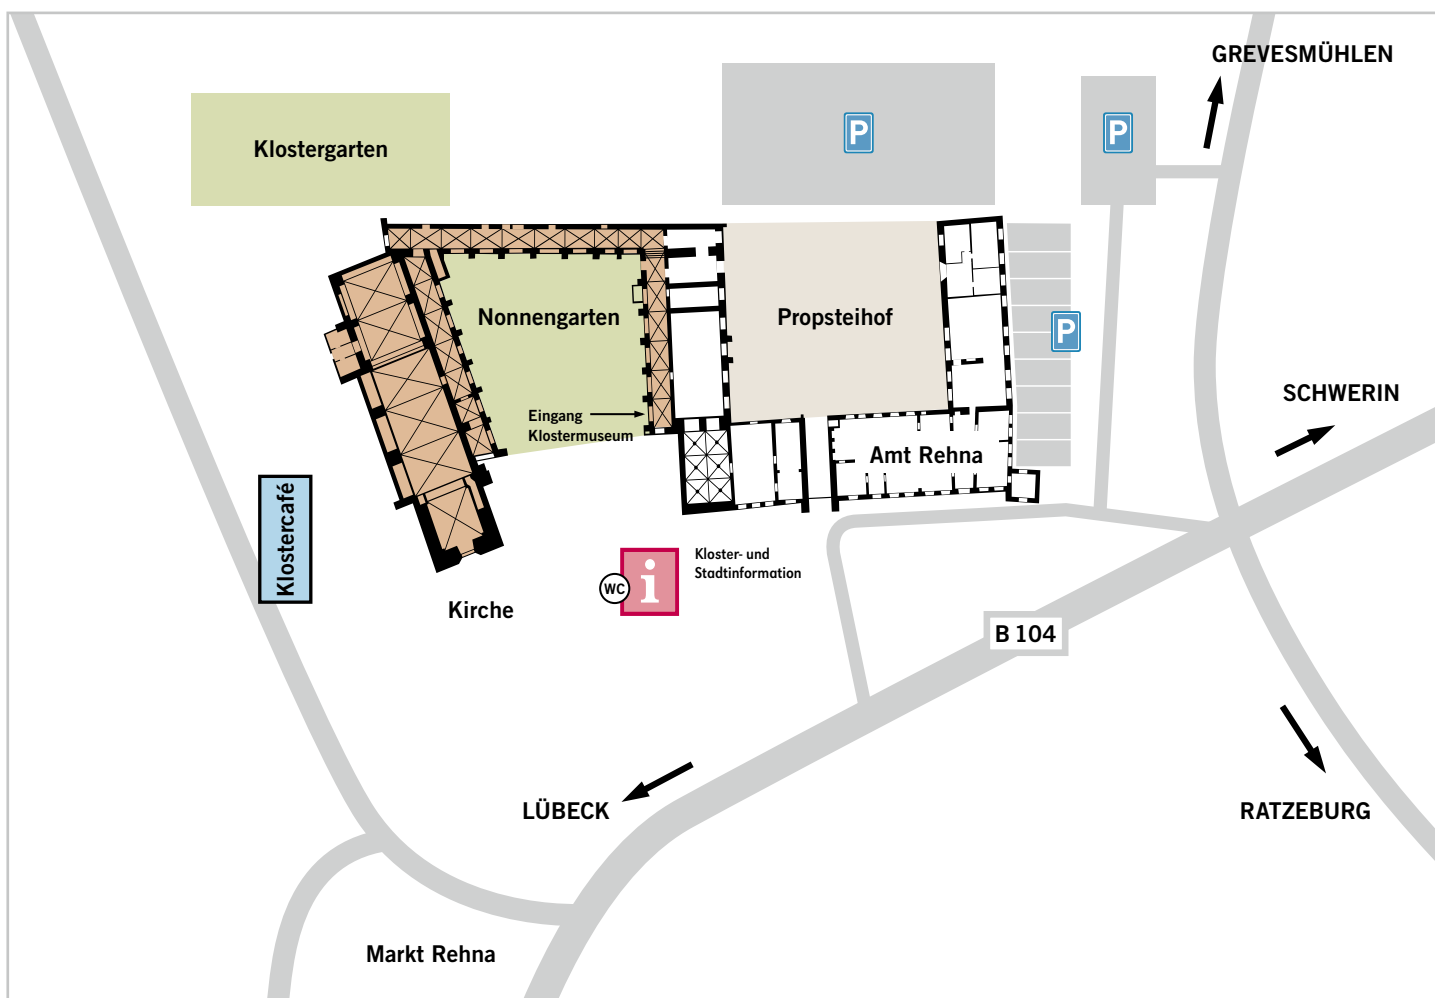 GREVESMÜHLEN
P
P
Klostergarten
Nonnengarten
Propsteihof
P
SCHWERIN
Eingang
Klostermuseum
Amt Rehna
Klostercafé
Kloster- und
Stadtinformation
i
WC
Kirche
B 104
LÜBECK
RATZEBURG
Markt Rehna